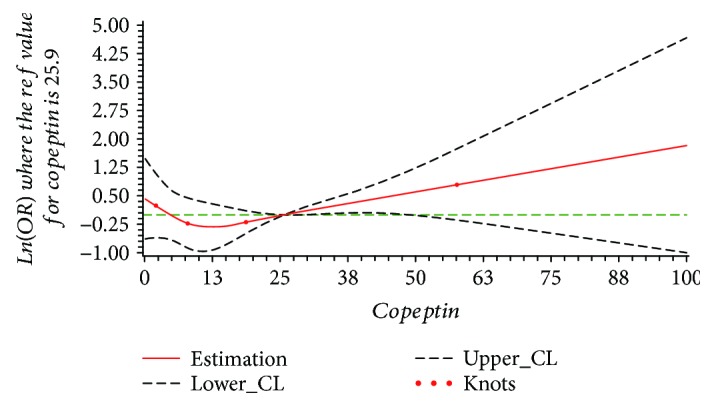 Ln(OR) where the ref value
for copeptin is 25.9
5.00
4.25
3.50
2.75
2.00
1.25
0.50
−0.25
−1.00
0 13 25 38 50 63 75 88 100
Copeptin
Estimation Upper_CL
Lower_CL Knots